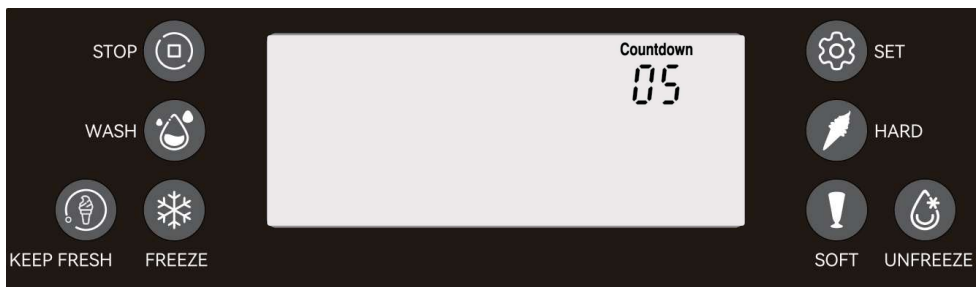 STOP
WASH
KEEP FRESH
FREEZE
Countdown
05
SET
HARD
SOFT
UNFREEZE